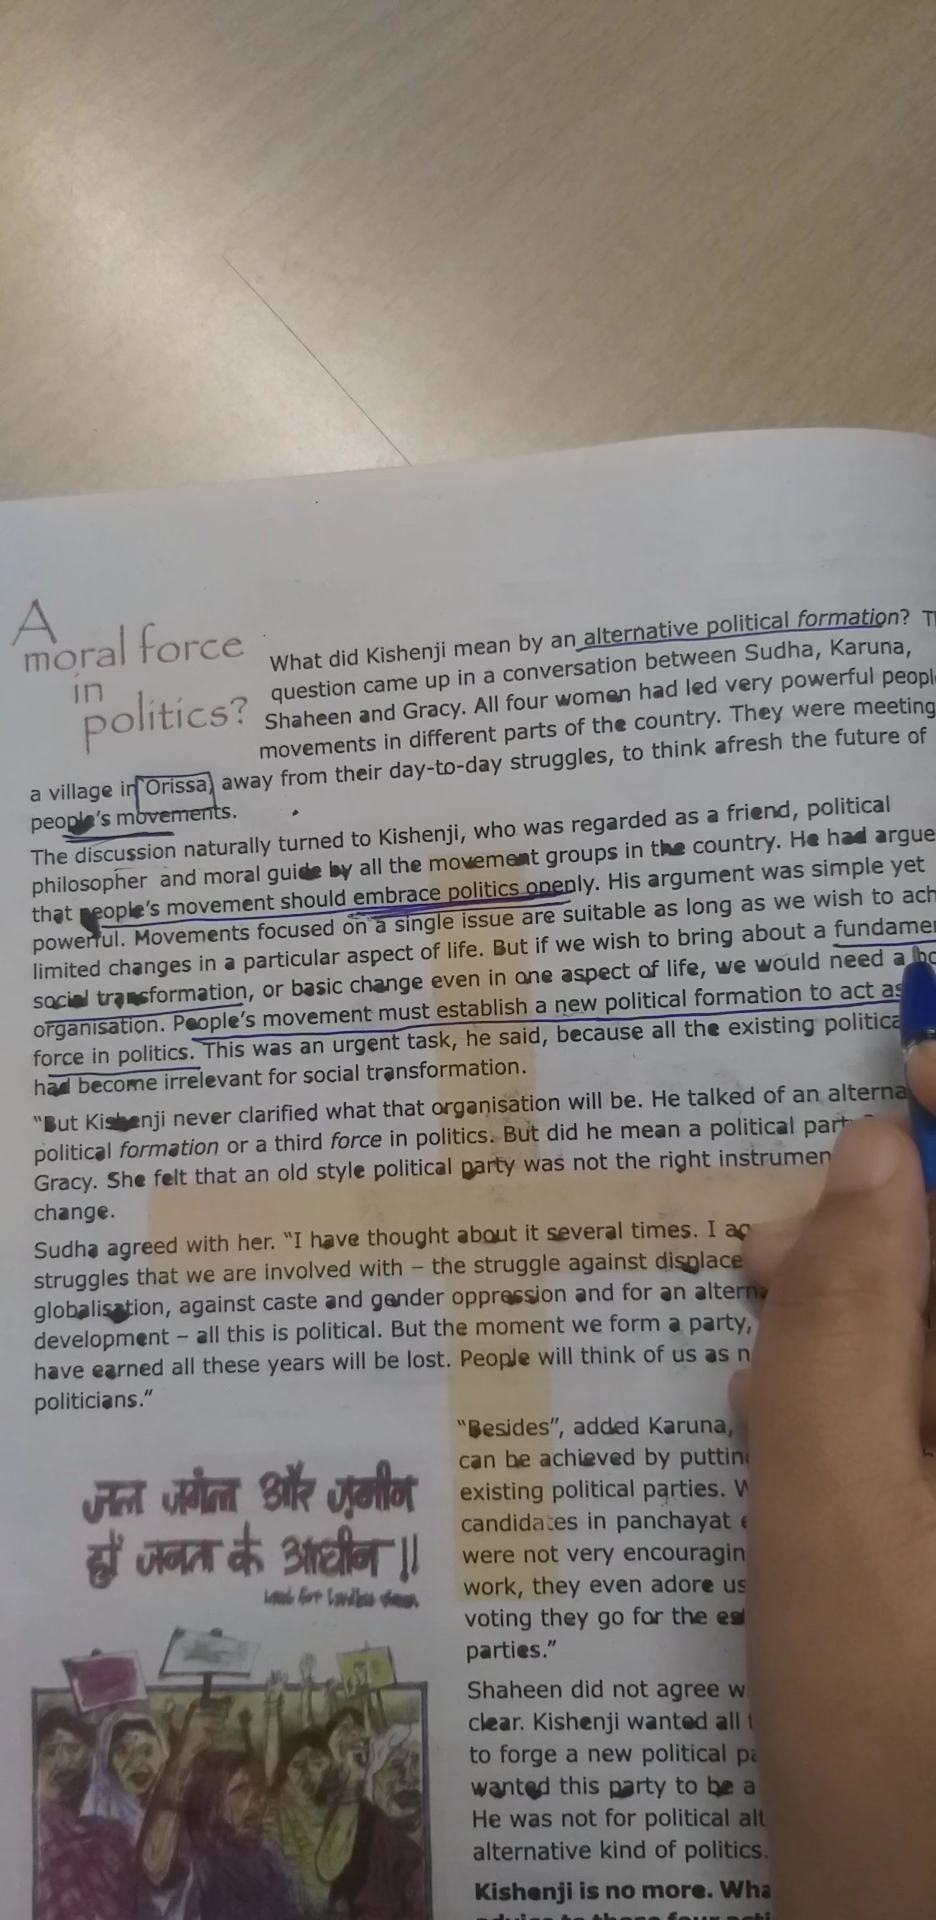 A
moral force
in
politics?
What did Kishenji mean by an alternative political formation?
question came up in a conversation between Sudha, Karuna,
Shaheen and Gracy. All four women had led very powerful
movements in different parts of the country. They were meeting
a village in Orissa, away from their day-to-day struggles, to think afresh the future of
people's movements.
The discussion naturally turned to Kishenji, who was regarded as a friend, political
philosopher and moral guide by all the movement groups in the country. He had
that people's movement should embrace politics openly. His argument was simple yet
powerful. Movements focused on a single issue are suitable as long as we wish to
limited changes in a particular aspect of life. But if we wish to bring about a
social transformation, or basic change even in one aspect of life, we would need a
organisation. People's movement must establish a new political formation to act as
force in politics. This was an urgent task, he said, because all the existing
had become irrelevant for social transformation.
"But Kishenji never clarified what that organisation will be. He talked of an
political formation or a third force in politics. But did he mean a political
Gracy. She felt that an old style political party was not the right
change.
Sudha agreed with her. "I have thought about it several times. I
struggles that we are involved with – the struggle against
globalisation, against caste and gender oppression and for an
development – all this is political. But the moment we form a party,
have earned all these years will be lost. People will think of us as
politicians."
"Besides", added Karuna,
can be achieved by
existing political parties.
candidates in panchayat
were not very
work, they even adore us
voting they go for the
parties."
Shaheen did not agree
clear. Kishenji wanted all
to forge a new political
wanted this party to be a
He was not for political
alternative kind of politics.
Kishenji is no more.
जल जंगल और ज़मीन
हों जनता के आधीन !!